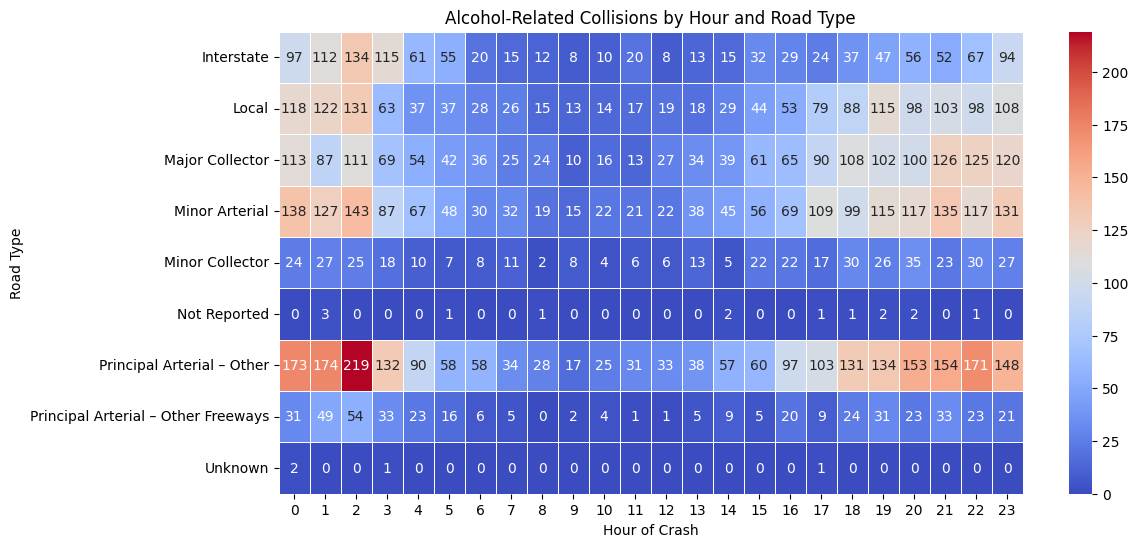 Alcohol-Related Collisions by Hour and Road Type
Interstate 97 112 134 115 61 55 20 15 12 8 10 20 8 13 15 32 29 24 37 47 56 52 67 94
Local 118 122 131 63 37 37 28 26 15 13 14 17 19 18 29 44 53 79 88 115 98 103 98 108
Major Collector 113 87 111 69 54 42 36 25 24 10 16 13 27 34 39 61 65 90 108 102 100 126 125 120
Minor Arterial 138 127 143 87 67 48 30 32 19 15 22 21 22 38 45 56 69 109 99 115 117 135 117 131
Minor Collector 24 27 25 18 10 7 8 11 2 8 4 6 6 13 5 22 22 17 30 26 35 23 30 27
Not Reported 0 3 0 0 0 1 0 0 1 0 0 0 0 0 2 0 0 1 1 2 2 0 1 0
Principal Arterial – Other 173 174 219 132 90 58 58 34 28 17 25 31 33 38 57 60 97 103 131 134 153 154 171 148
Principal Arterial – Other Freeways 31 49 54 33 23 16 6 5 0 2 4 1 1 5 9 5 20 9 24 31 23 33 23 21
Unknown 2 0 0 1 0 0 0 0 0 0 0 0 0 0 0 0 0 1 0 0 0 0 0 0
0 1 2 3 4 5 6 7 8 9 10 11 12 13 14 15 16 17 18 19 20 21 22 23
Hour of Crash
Road Type
200
175
150
125
100
75
50
25
0